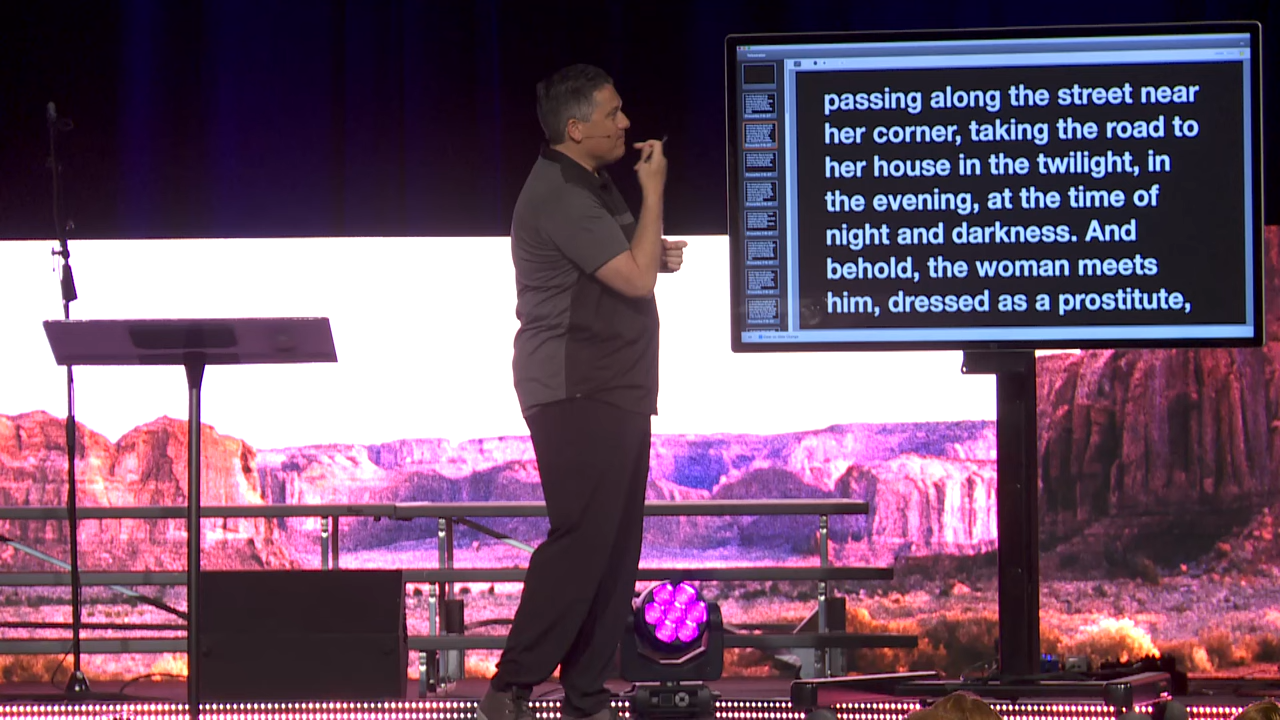 passing along the street near
her corner, taking the road to
her house in the twilight, in
the evening, at the time of
night and darkness. And
behold, the woman meets
him, dressed as a prostitute,